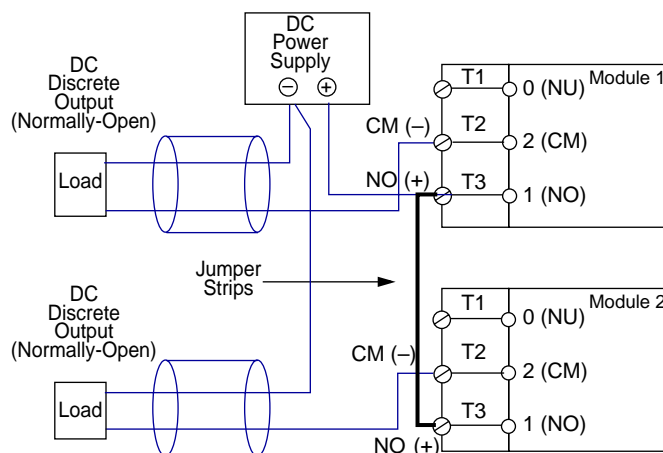 DC
Power
Supply
− +
DC
Discrete
Output
(Normally-Open)
Load
CM (–)
NO (+)
T1
T2
T3
0 (NU)
2 (CM)
1 (NO)
Module 1
Jumper
Strips
DC
Discrete
Output
(Normally-Open)
Load
CM (–)
NO (+)
T1
T2
T3
0 (NU)
2 (CM)
1 (NO)
Module 2